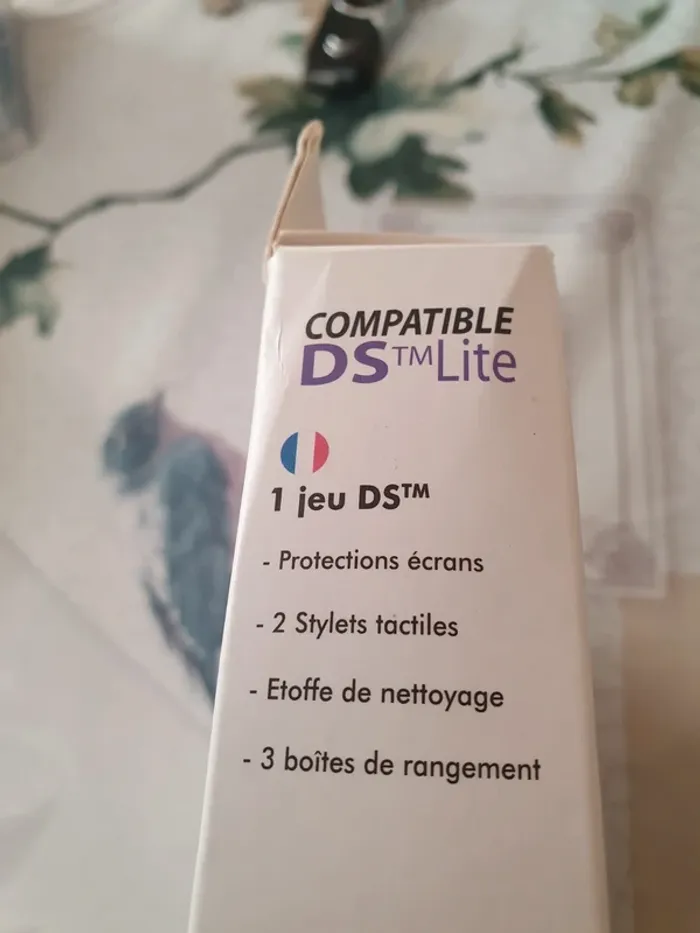 COMPATIBLE
DS™Lite
1 jeu DS™
- Protections écrans
- 2 Stylets tactiles
- Etoffe de nettoyage
- 3 boîtes de rangement